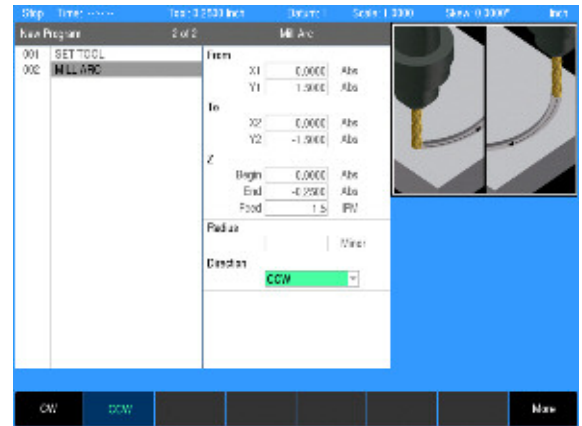 Stop Timer --:--:-- Tool: 0.2500 Inch Datum: 1 Scale: 1.0000 Skew: 0.0000° Inch
New Program 2 of 2 Mill Arc
001 SET TOOL
002 MILL ARC
From
X1 0.0000 Abs
Y1 1.5000 Abs
To
X2 0.0000 Abs
Y2 -1.5000 Abs
Z
Begin 0.0000 Abs
End -0.2500 Abs
Feed 1.5 IPM
Radius
Minor
Direction
CCW
CW CCW More